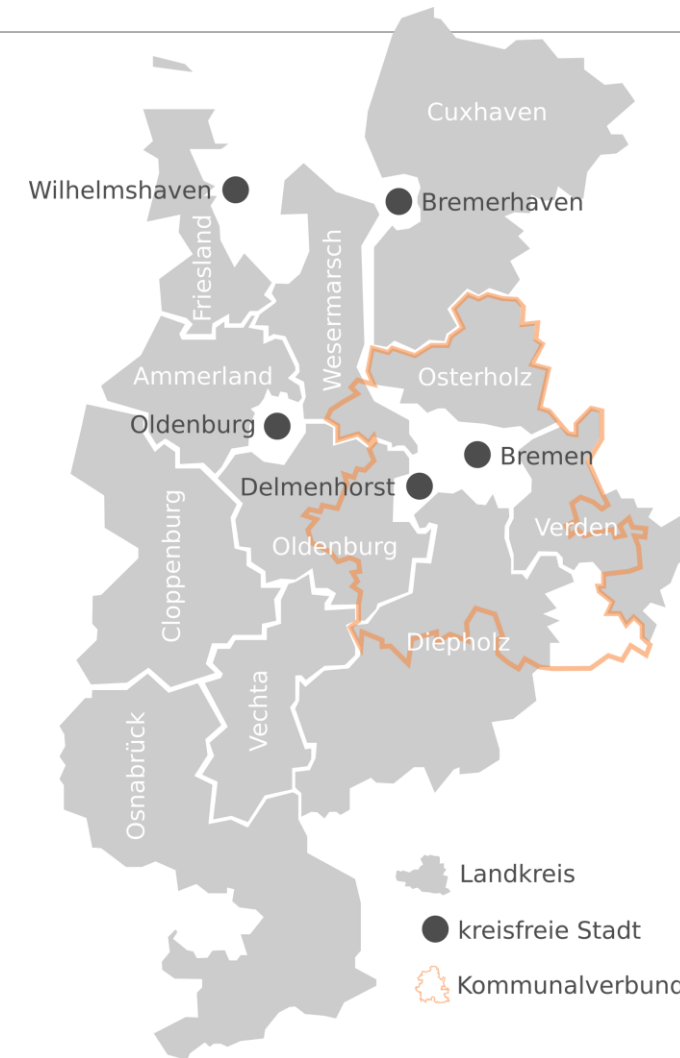 Cuxhaven
Wilhelmshaven
Bremerhaven
Friesland
Wesermarsch
Ammerland
Osterholz
Oldenburg
Bremen
Delmenhorst
Verden
Oldenburg
Cloppenburg
Diepholz
Vechta
Osnabrück
Landkreis
kreisfreie Stadt
Kommunalverbund